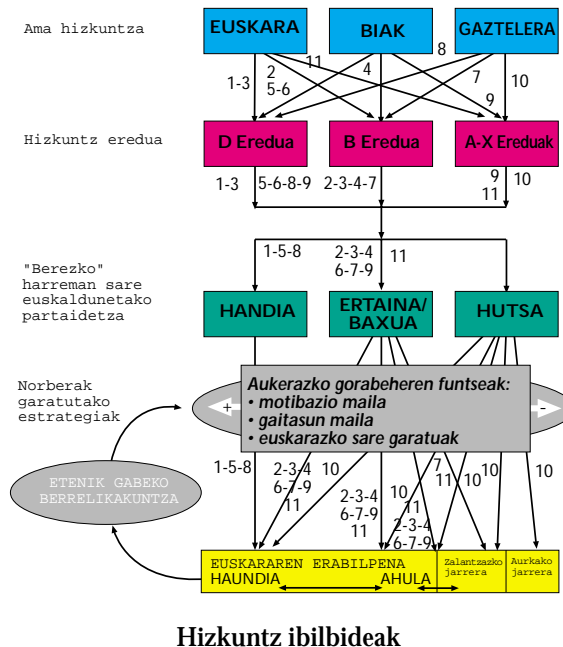 Ama hizkuntza
EUSKARA
BIAK
GAZTELERA
1-3
2
5-6
11
4
8
7
9
10
Hizkuntz eredua
D Eredua
B Eredua
A-X Ereduak
1-3
5-6-8-9
2-3-4-7
9
11
10
1-5-8
2-3-4
6-7-9
11
"Berezko"
harreman sare
euskaldunetako
partaidetza
HANDIA
ERTAINA/
BAXUA
HUTSA
Norberak
garatutako
estrategiak
+
Aukerazko gorabeheren funtseak:
• motibazio maila
• gaitasun maila
• euskarazko sare garatuak
-
ETENIK GABEKO
BERRELIKAKUNTZA
1-5-8
2-3-4
6-7-9
11
10
2-3-4
6-7-9
11
10
11
2-3-4
6-7-9
7
11
10
10
10
EUSKARAREN ERABILPENA
HAUNDIA
AHULA
Zalantzazko
jarrera
Aurkako
jarrera
Hizkuntz ibilbideak